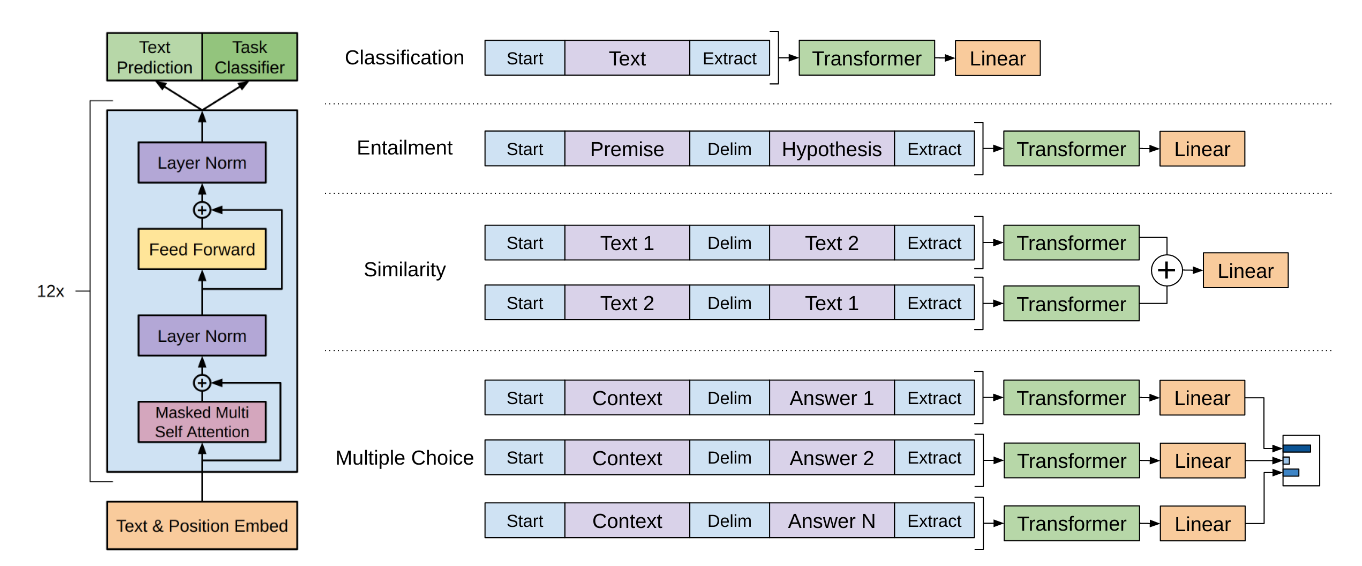 Text
Prediction
Task
Classifier
12x
Layer Norm
Feed Forward
Layer Norm
Masked Multi
Self Attention
Text & Position Embed
Classification
Start Text Extract Transformer Linear
Entailment
Start Premise Delim Hypothesis Extract Transformer Linear
Similarity
Start Text 1 Delim Text 2 Extract Transformer
Start Text 2 Delim Text 1 Extract Transformer
Linear
Multiple Choice
Start Context Delim Answer 1 Extract Transformer Linear
Start Context Delim Answer 2 Extract Transformer Linear
Start Context Delim Answer N Extract Transformer Linear